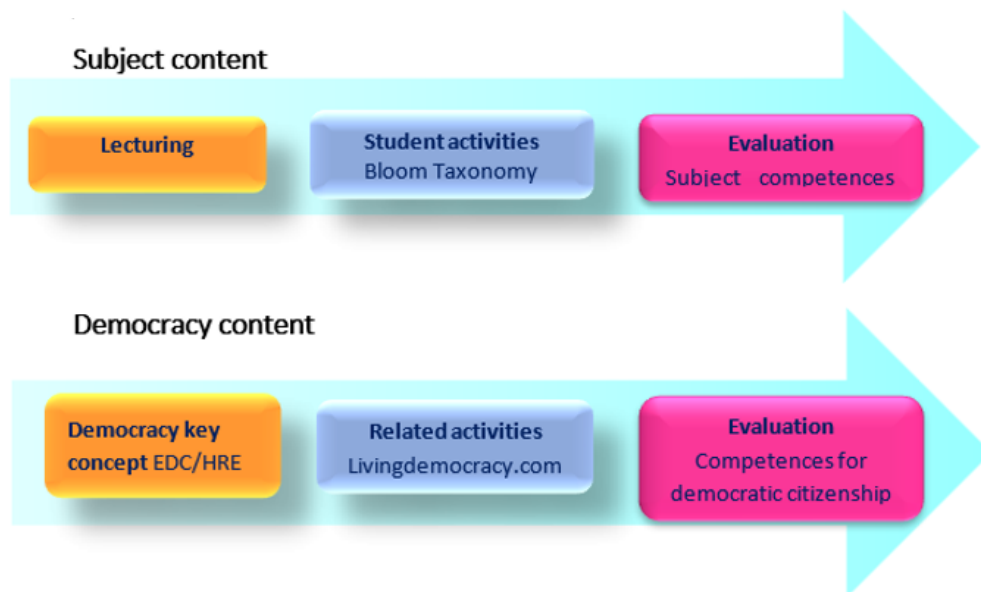 Subject content
Lecturing
Student activities
Bloom Taxonomy
Evaluation
Subject competences
Democracy content
Democracy key
concept EDC/HRE
Related activities
Livingdemocracy.com
Evaluation
Competences for
democratic citizenship